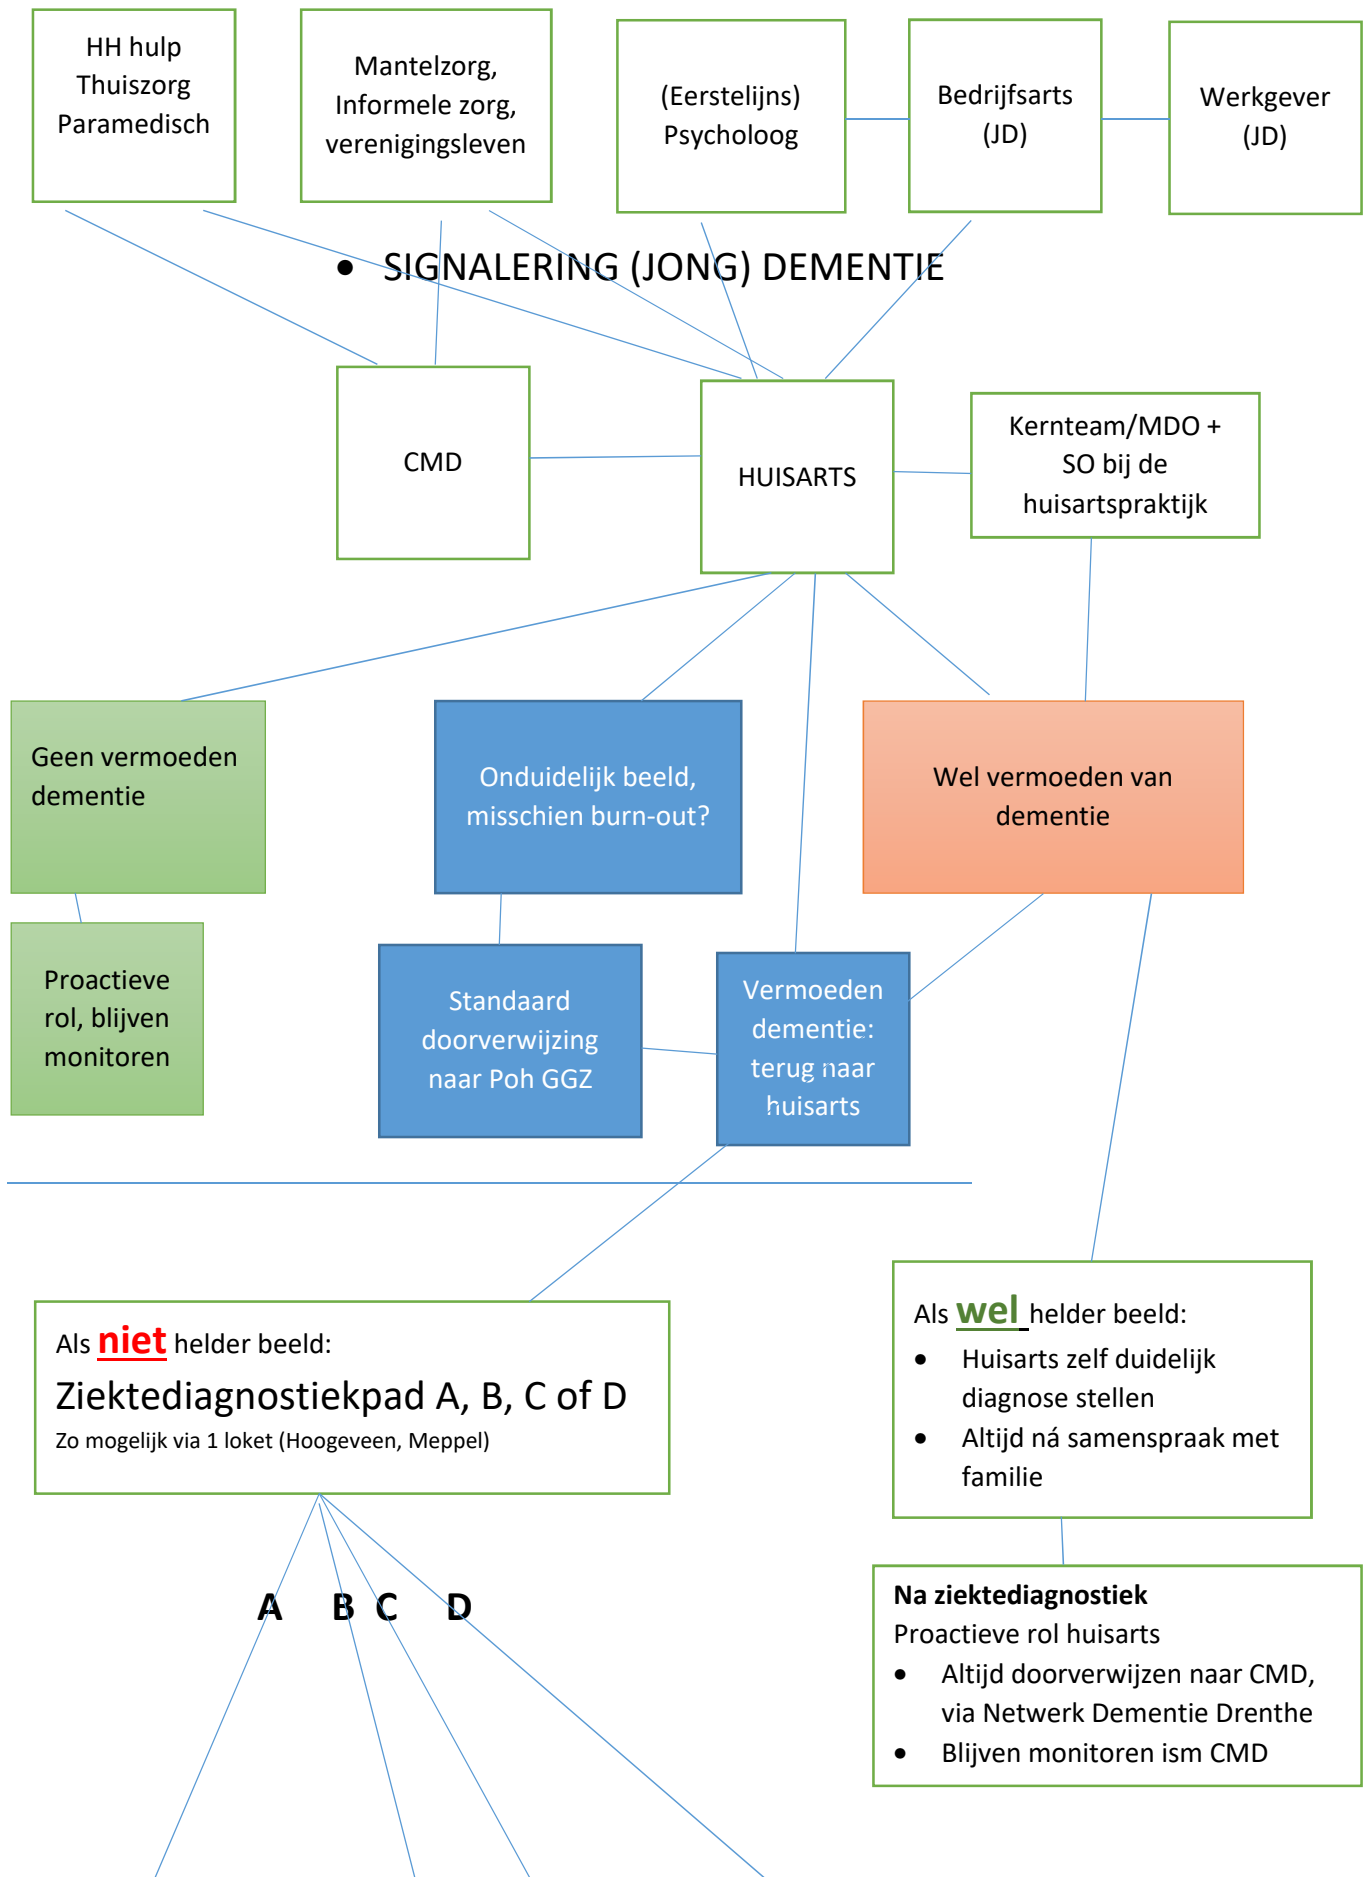 HH hulp
Thuiszorg
Paramedisch
Mantelzorg,
Informele zorg,
verenigingsleven
(Eerstelijns)
Psycholoog
Bedrijfsarts
(JD)
Werkgever
(JD)
• SIGNALERING (JONG) DEMENTIE
CMD
HUISARTS
Kernteam/MDO +
SO bij de
huisartspraktijk
Geen vermoeden
dementie
Onduidelijk beeld,
misschien burn-out?
Wel vermoeden van
dementie
Proactieve
rol, blijven
monitoren
Standaard
doorverwijzing
naar Poh GGZ
Vermoeden
dementie:
terug naar
huisarts
Als niet helder beeld:
Ziektediagnostiekpad A, B, C of D
Zo mogelijk via 1 loket (Hoogeveen, Meppel)
Als wel helder beeld:
• Huisarts zelf duidelijk
diagnose stellen
• Altijd ná samenspraak met
familie
A B C D
Na ziektediagnostiek
Proactieve rol huisarts
• Altijd doorverwijzen naar CMD,
via Netwerk Dementie Drenthe
• Blijven monitoren ism CMD